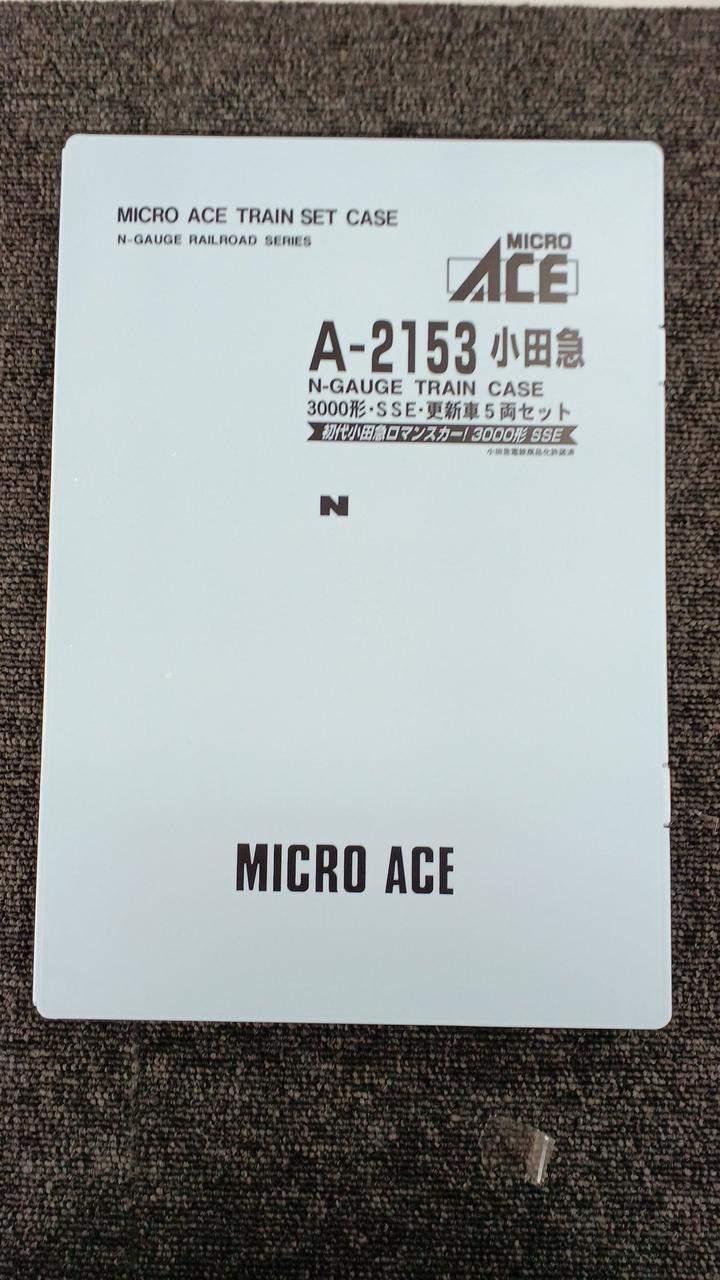 MICRO ACE TRAIN SET CASE
N-GAUGE RAILROAD SERIES
MICRO
ACE
A-2153 小田急
N-GAUGE TRAIN CASE
3000形・SSE・更新車5両セット
初代小田急ロマンスカー! 3000形 SSE
小田急電鉄商品化許諾済
N
MICRO ACE